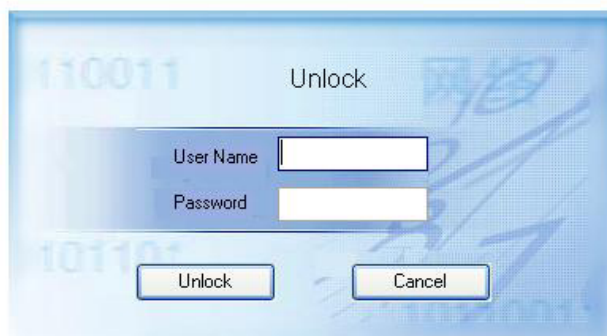 110011
Unlock
网络
User Name
Password
101101
Unlock
Cancel